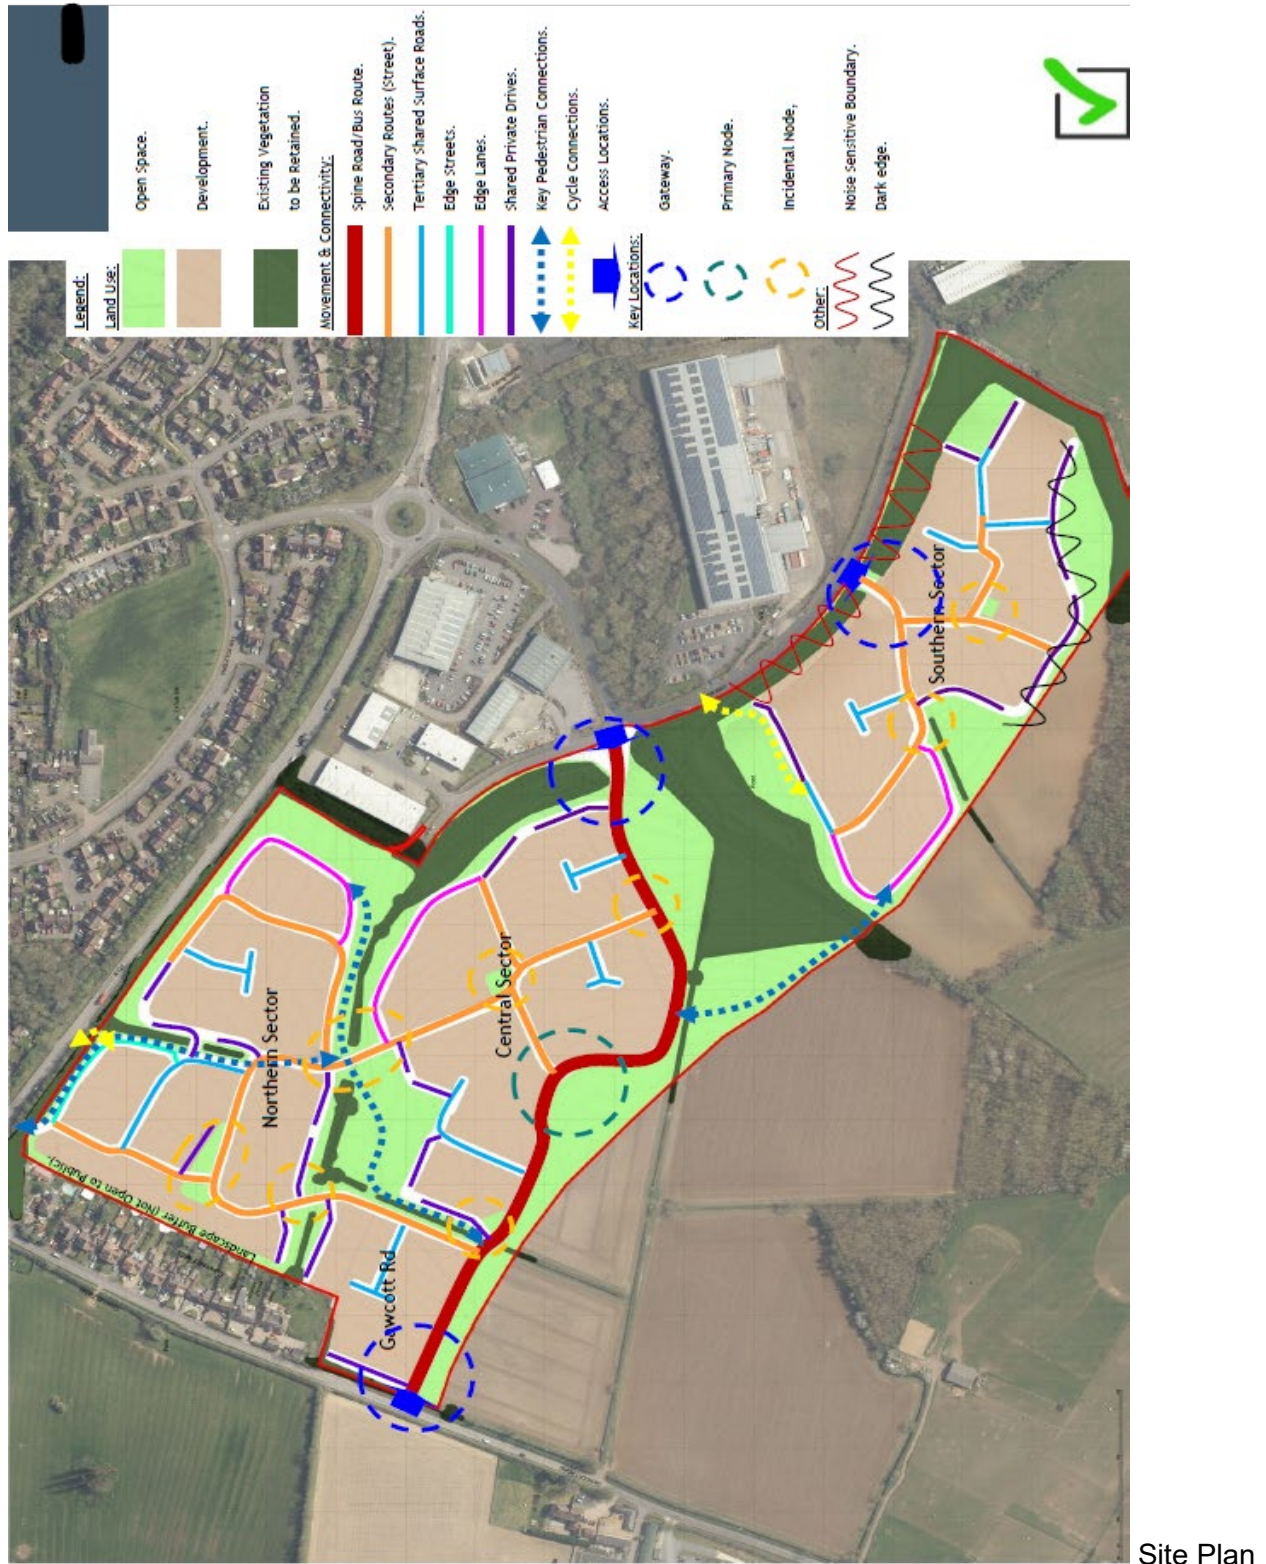 Legend:
Land Use:
Open Space.
Development.
Existing Vegetation
to be Retained.
Movement & Connectivity:
Spine Road/Bus Route.
Secondary Routes (Street).
Tertiary Shared Surface Roads.
Edge Streets.
Edge Lanes.
Shared Private Drives.
Key Pedestrian Connections.
Cycle Connections.
Access Locations.
Key Locations:
Gateway.
Primary Node.
Incidental Node,
Other:
Noise Sensitive Boundary.
Dark edge.
Landscape Buffer (Not Open to Public).
Northern Sector
Central Sector
Southern Sector
Gawcott Rd
Site Plan